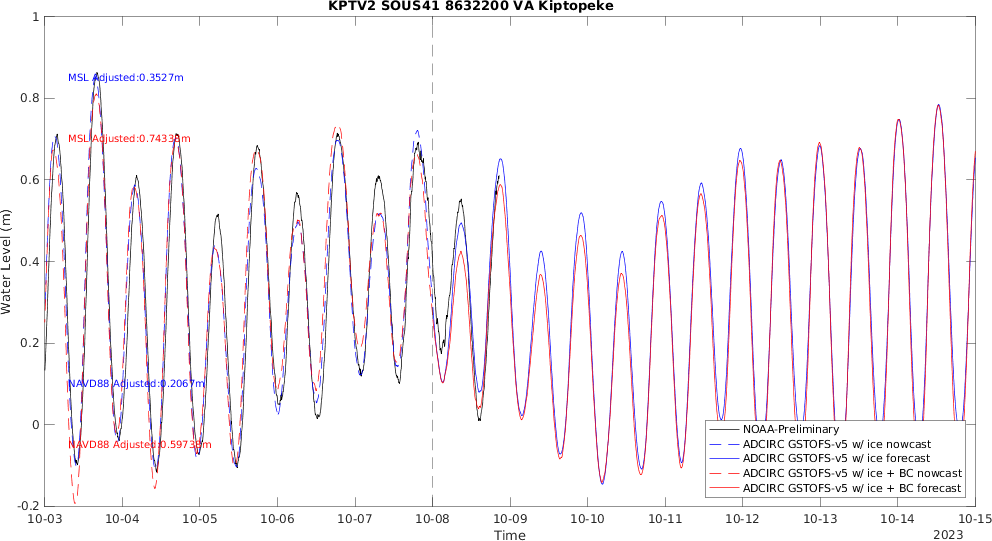 KPTV2 SOUS41 8632200 VA Kiptopeke
1
0.8
0.6
0.4
0.2
0
-0.2
Water Level (m)
MSL Adjusted:0.3527m
MSL Adjusted:0.7433
NAVD88 Adjusted:0.2067m
NAVD88 Adjusted:0.5973
NOAA-Preliminary
ADCIRC GSTOFS-v5 w/ ice nowcast
ADCIRC GSTOFS-v5 w/ ice forecast
ADCIRC GSTOFS-v5 w/ ice + BC nowcast
ADCIRC GSTOFS-v5 w/ ice + BC forecast
10-03 10-04 10-05 10-06 10-07 10-08 10-09 10-10 10-11 10-12 10-13 10-14 10-15
Time
2023